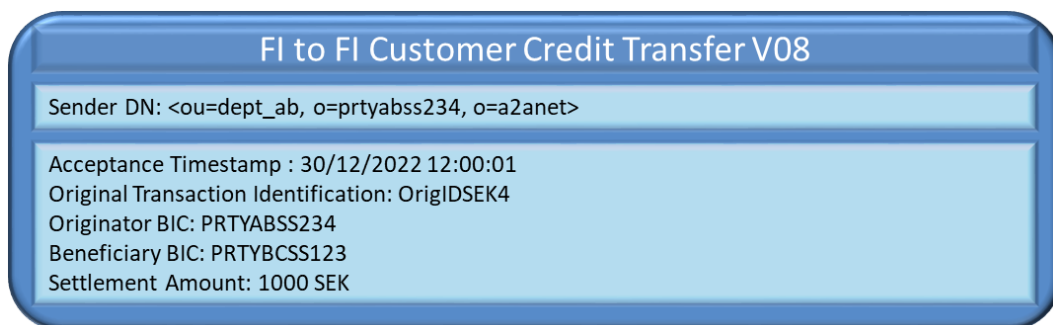 FI to FI Customer Credit Transfer V08
Sender DN: <ou=dept_ab, o=prtyabss234, o=a2anet>
Acceptance Timestamp : 30/12/2022 12:00:01
Original Transaction Identification: OrigIDSEK4
Originator BIC: PRTYABSS234
Beneficiary BIC: PRTYBCSS123
Settlement Amount: 1000 SEK